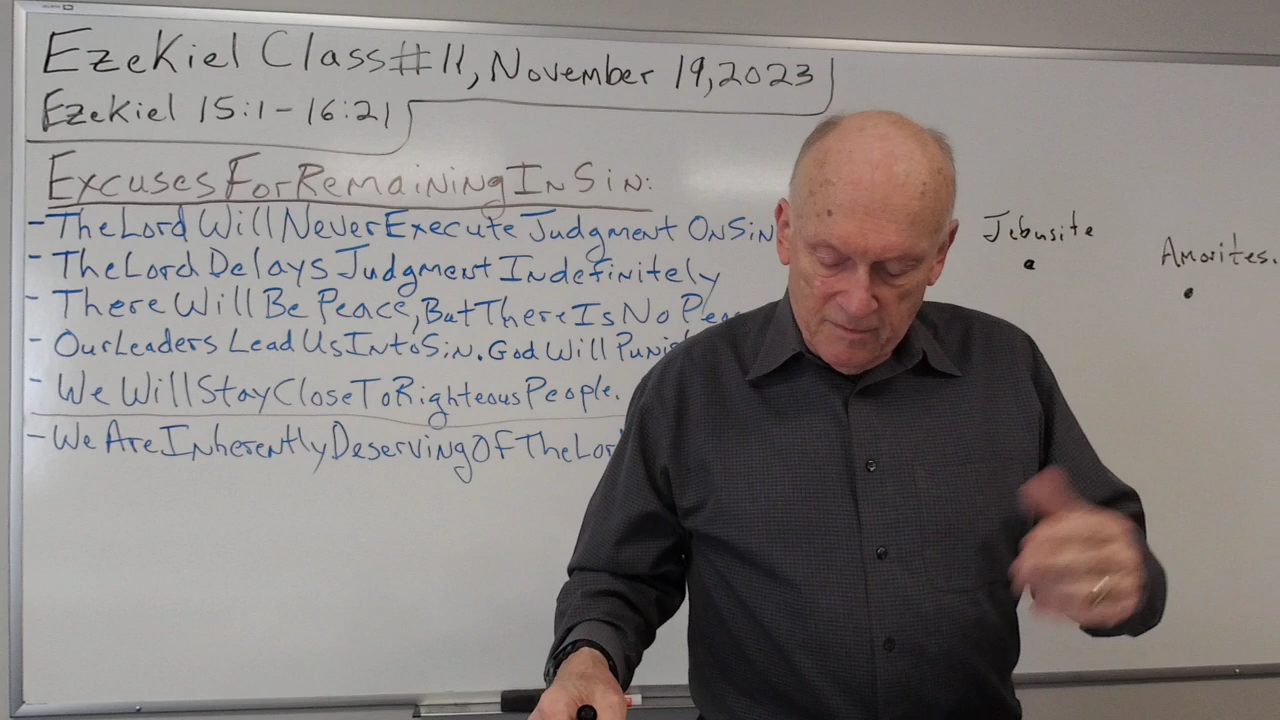 Ezekiel Class #11, November 19, 2023
Ezekiel 15:1-16:21
Excuses For Remaining In Sin:
- The Lord Will Never Execute Judgment On Sin
- The Lord Delays Judgment Indefinitely
- There Will Be Peace, But There Is No
- Our Leaders Lead Us Into Sin. God Will
- We Will Stay Close To Righteous People.
- We Are Inherently Deserving Of The
Jebusite
Amorites.